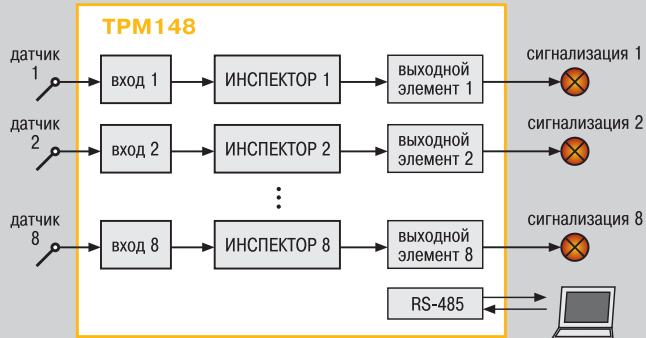 ТРМ148
датчик
1
вход 1
ИНСПЕКТОР 1
выходной
элемент 1
сигнализация 1
датчик
2
вход 2
ИНСПЕКТОР 2
выходной
элемент 2
сигнализация 2
датчик
8
вход 8
ИНСПЕКТОР 8
выходной
элемент 8
сигнализация 8
RS-485